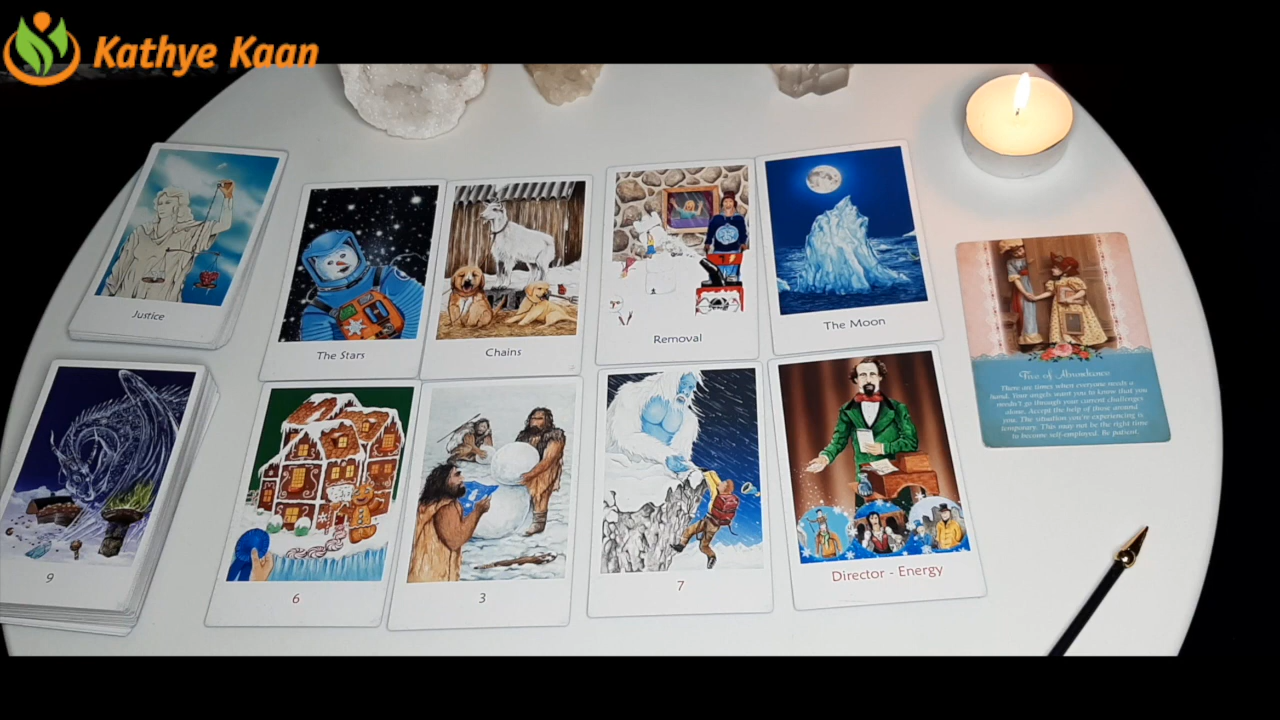 Kathye Kaan
Justice
The Stars
Chains
Removal
The Moon
9
6
3
7
Director - Energy
Five of Abundance
There are times when everyone needs a
hand. Your angels want you to know that you
needn't go through your current challenges
alone. Accept the help of those around
you. The situation you're experiencing is
temporary. This may not be the right time
to become self-employed. Be patient.